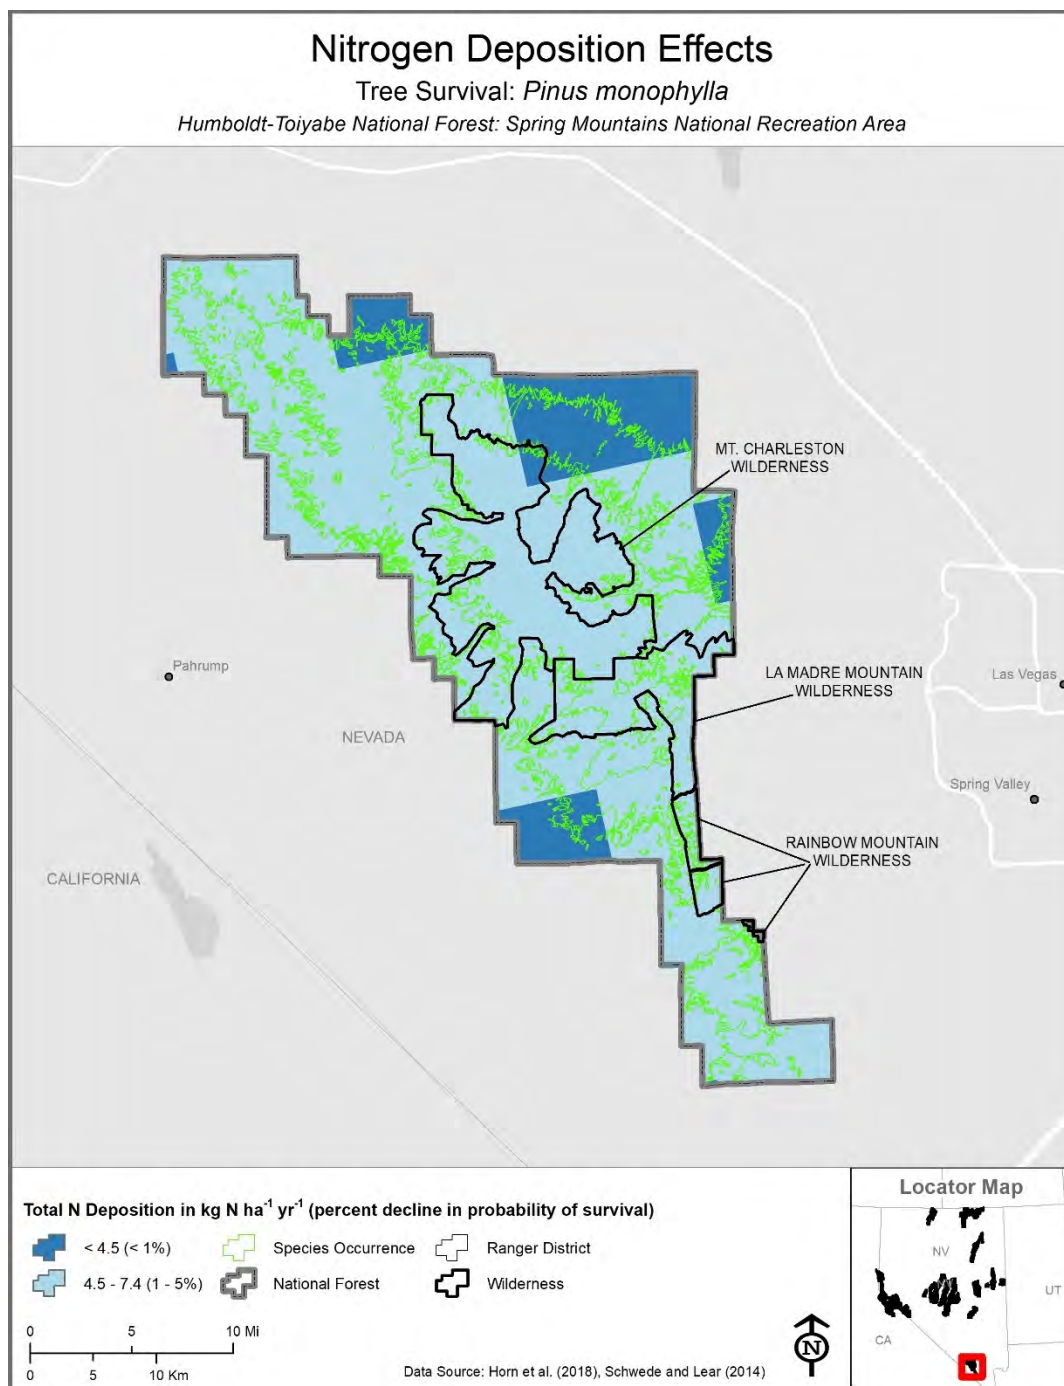 Nitrogen Deposition Effects
Tree Survival: Pinus monophylla
Humboldt-Toiyabe National Forest: Spring Mountains National Recreation Area
MT. CHARLESTON
WILDERNESS
Pahrump
LA MADRE MOUNTAIN
WILDERNESS
Las Vegas
NEVADA
Spring Valley
RAINBOW MOUNTAIN
WILDERNESS
CALIFORNIA
Total N Deposition in kg N ha⁻¹ yr⁻¹ (percent decline in probability of survival)
< 4.5 (< 1%) Species Occurrence Ranger District
4.5 - 7.4 (1 - 5%) National Forest Wilderness
0 5 10 Mi
0 5 10 Km
N
Data Source: Horn et al. (2018), Schwede and Lear (2014)
Locator Map
NV
UT
CA